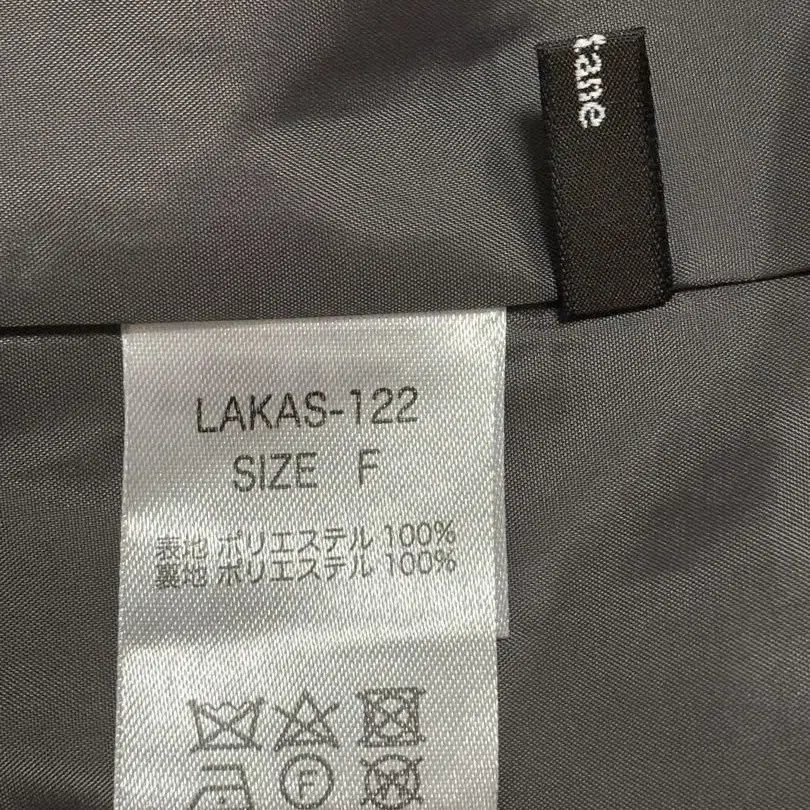 tane
LAKAS-122
SIZE F
表地 ポリエステル 100%
裏地 ポリエステル 100%
F